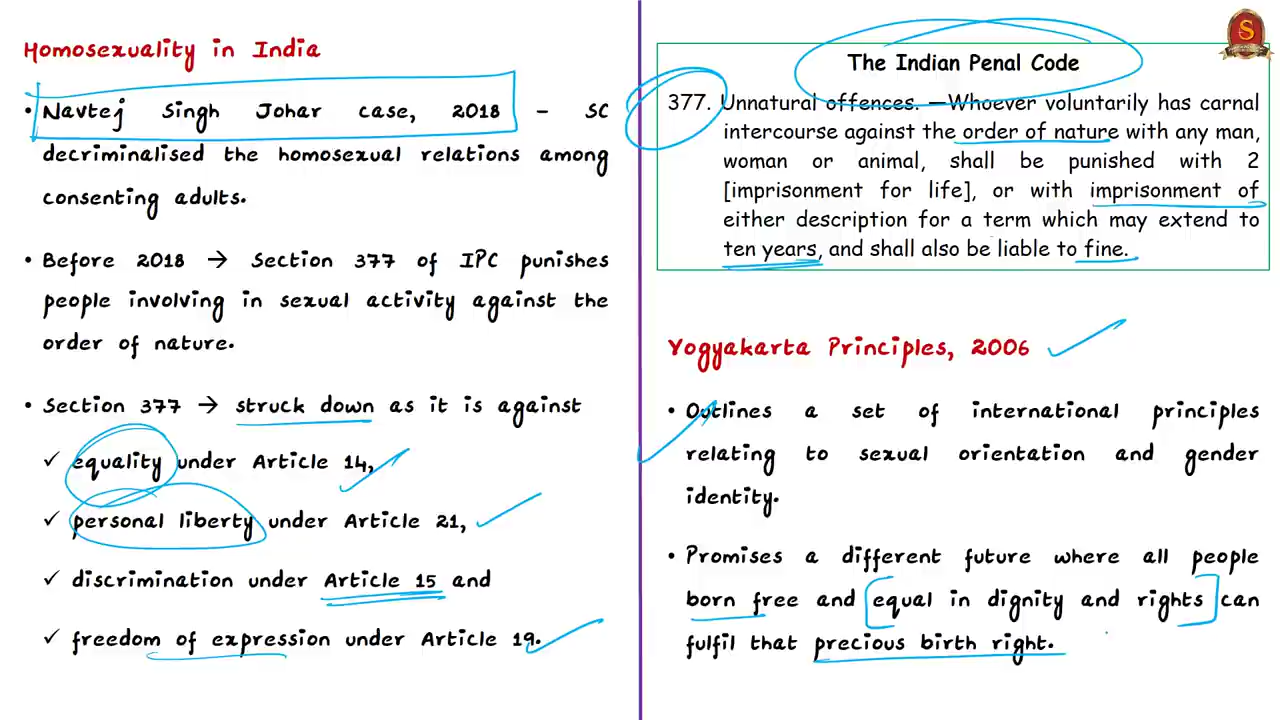 Homosexuality in India
• Navtej Singh Johar case, 2018 - SC
decriminalised the homosexual relations among
consenting adults.
• Before 2018 → Section 377 of IPC punishes
people involving in sexual activity against the
order of nature.
• Section 377 → struck down as it is against
✓ equality under Article 14,
✓ personal liberty under Article 21,
✓ discrimination under Article 15 and
✓ freedom of expression under Article 19.
S
The Indian Penal Code
377. Unnatural offences. —Whoever voluntarily has carnal
intercourse against the order of nature with any man,
woman or animal, shall be punished with 2
[imprisonment for life], or with imprisonment of
either description for a term which may extend to
ten years, and shall also be liable to fine.
Yogyakarta Principles, 2006
• Outlines a set of international principles
relating to sexual orientation and gender
identity.
• Promises a different future where all people
born free and equal in dignity and rights can
fulfil that precious birth right.